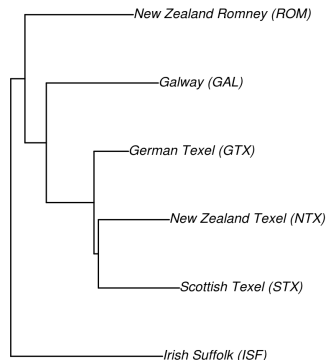 New Zealand Romney (ROM)
Galway (GAL)
German Texel (GTX)
New Zealand Texel (NTX)
Scottish Texel (STX)
Irish Suffolk (ISF)